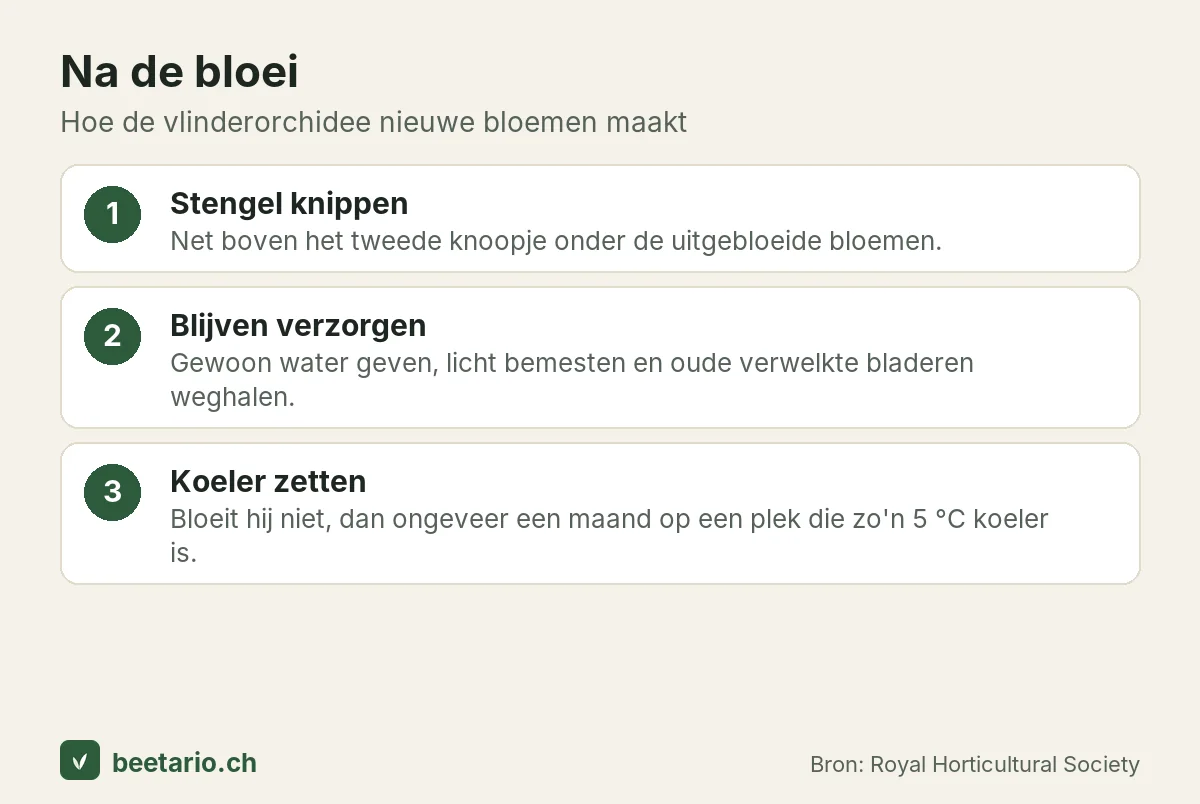 Na de bloei
Hoe de vlinderorchidee nieuwe bloemen maakt
1
Stengel knippen
Net boven het tweede knoopje onder de uitgebloeide bloemen.
2
Blijven verzorgen
Gewoon water geven, licht bemesten en oude verwelkte bladeren
weghalen.
3
Koeler zetten
Bloeit hij niet, dan ongeveer een maand op een plek die zo'n 5 °C koeler
is.
beetario.ch
Bron: Royal Horticultural Society